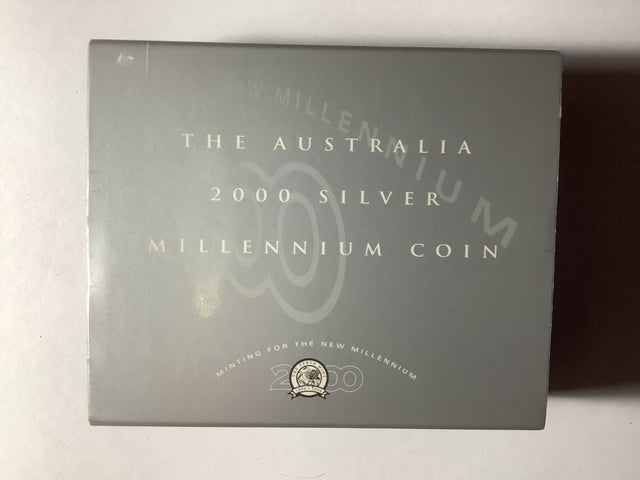 NEW MILLENNIUM
THE AUSTRALIA
2000 SILVER
MILLENNIUM COIN
MINTING FOR THE NEW MILLENNIUM
2000